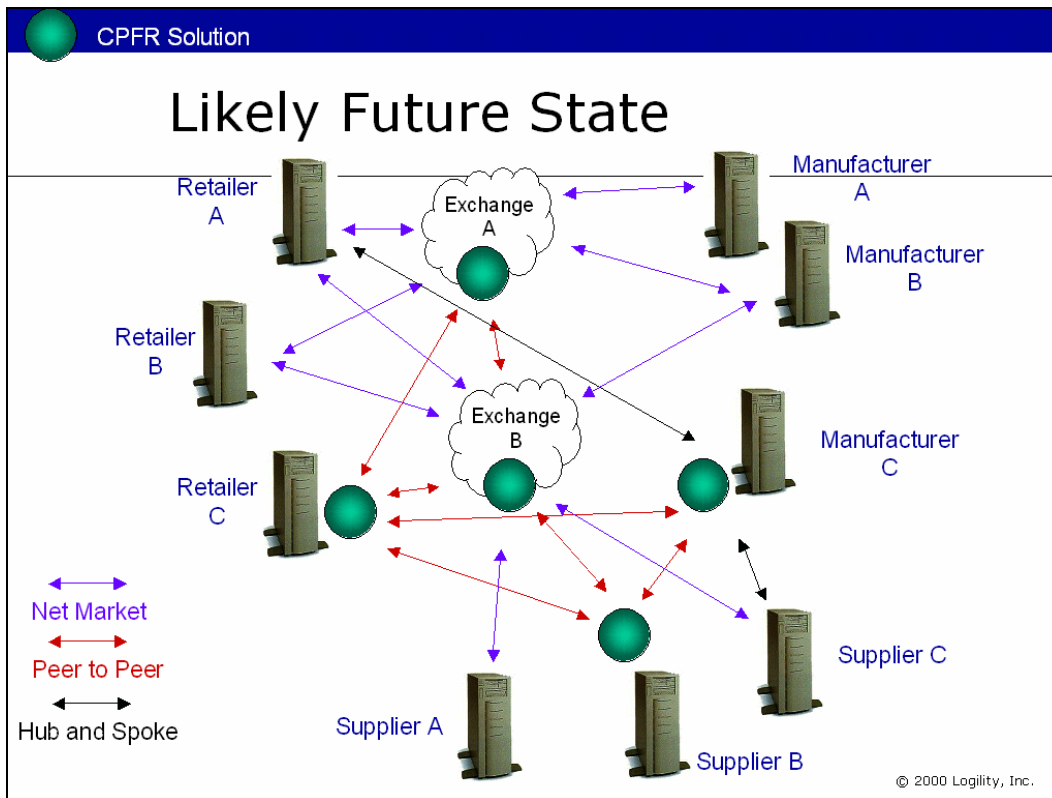 CPFR Solution
Likely Future State
Retailer
A
Exchange
A
Manufacturer
A
Manufacturer
B
Retailer
B
Exchange
B
Manufacturer
C
Retailer
C
Net Market
Peer to Peer
Hub and Spoke
Supplier A
Supplier B
Supplier C
© 2000 Logility, Inc.